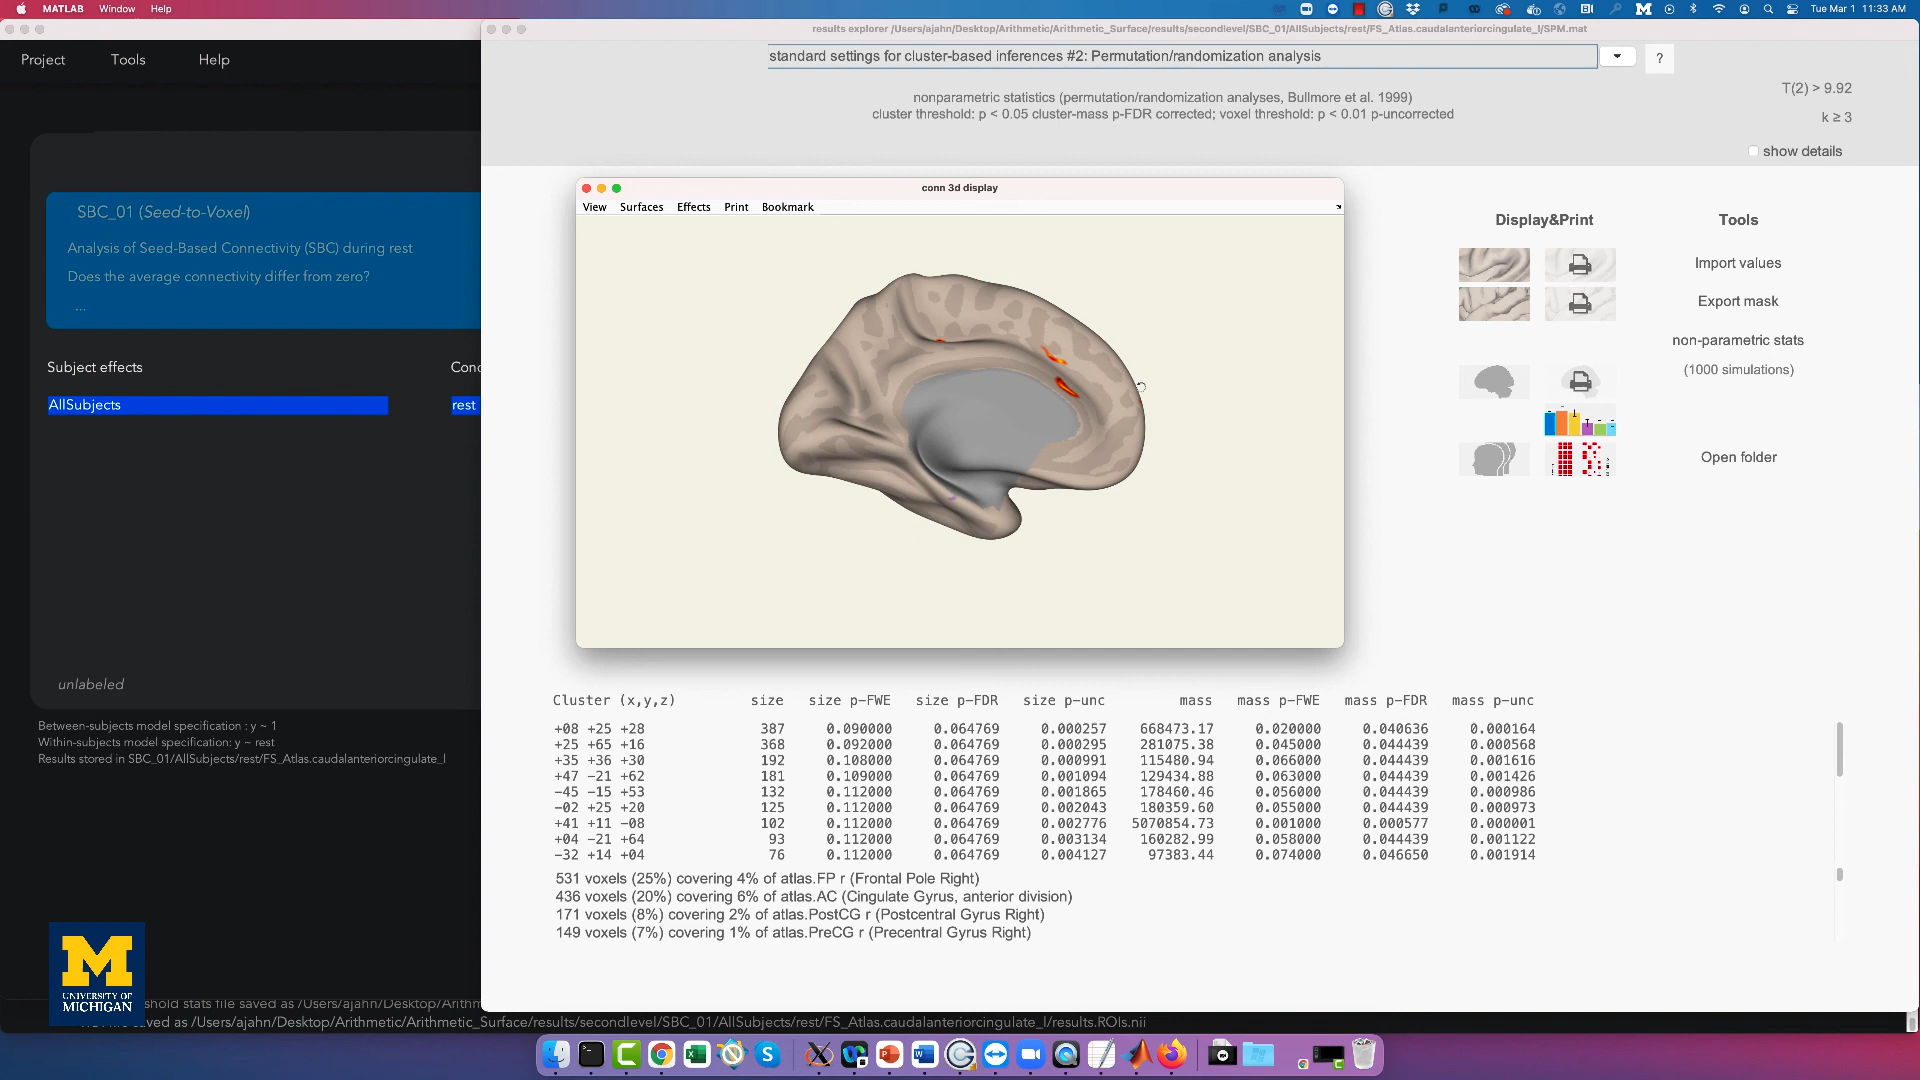 MATLAB Window Help
Tue Mar 1 11:33 AM
results explorer /Users/ajahn/Desktop/Arithmetic/Arithmetic_Surface/results/secondlevel/SBC_01/AllSubjects/rest/FS_Atlas.caudalanteriorcingulate_l/SPM.mat
Project Tools Help
standard settings for cluster-based inferences #2: Permutation/randomization analysis
?
nonparametric statistics (permutation/randomization analyses, Bullmore et al. 1999)
cluster threshold: p < 0.05 cluster-mass p-FDR corrected; voxel threshold: p < 0.01 p-uncorrected
T(2) > 9.92
k ≥ 3
show details
SBC_01 (Seed-to-Voxel)
Analysis of Seed-Based Connectivity (SBC) during rest
Does the average connectivity differ from zero?
...
Subject effects
AllSubjects
rest
unlabeled
Between-subjects model specification : y ~ 1
Within-subjects model specification: y ~ rest
Results stored in SBC_01/AllSubjects/rest/FS_Atlas.caudalanteriorcingulate_l
conn 3d display
View Surfaces Effects Print Bookmark
Display&Print
Tools
Import values
Export mask
non-parametric stats
(1000 simulations)
Open folder
Cluster (x,y,z) size size p-FWE size p-FDR size p-unc mass mass p-FWE mass p-FDR mass p-unc
+08 +25 +28 387 0.090000 0.064769 0.000257 668473.17 0.020000 0.040636 0.000164
+25 +65 +16 368 0.092000 0.064769 0.000295 281075.38 0.045000 0.044439 0.000568
+35 +36 +30 192 0.108000 0.064769 0.000991 115480.94 0.066000 0.044439 0.001616
+47 -21 +62 181 0.109000 0.064769 0.001094 129434.88 0.063000 0.044439 0.001426
-45 -15 +53 132 0.112000 0.064769 0.001865 178460.46 0.056000 0.044439 0.000986
-02 +25 +20 125 0.112000 0.064769 0.002043 180359.60 0.055000 0.044439 0.000973
+41 +11 -08 102 0.112000 0.064769 0.002776 5070854.73 0.001000 0.000577 0.000001
+04 -21 +64 93 0.112000 0.064769 0.003134 160282.99 0.058000 0.044439 0.001122
-32 +14 +04 76 0.112000 0.064769 0.004127 97383.44 0.074000 0.046650 0.001914
531 voxels (25%) covering 4% of atlas.FP r (Frontal Pole Right)
436 voxels (20%) covering 6% of atlas.AC (Cingulate Gyrus, anterior division)
171 voxels (8%) covering 2% of atlas.PostCG r (Postcentral Gyrus Right)
149 voxels (7%) covering 1% of atlas.PreCG r (Precentral Gyrus Right)
M
UNIVERSITY OF
MICHIGAN
stats file saved as /Users/ajahn/Desktop/
saved as /Users/ajahn/Desktop/Arithmetic/Arithmetic_Surface/results/secondlevel/SBC_01/AllSubjects/rest/FS_Atlas.caudalanteriorcingulate_l/results.ROIs.nii